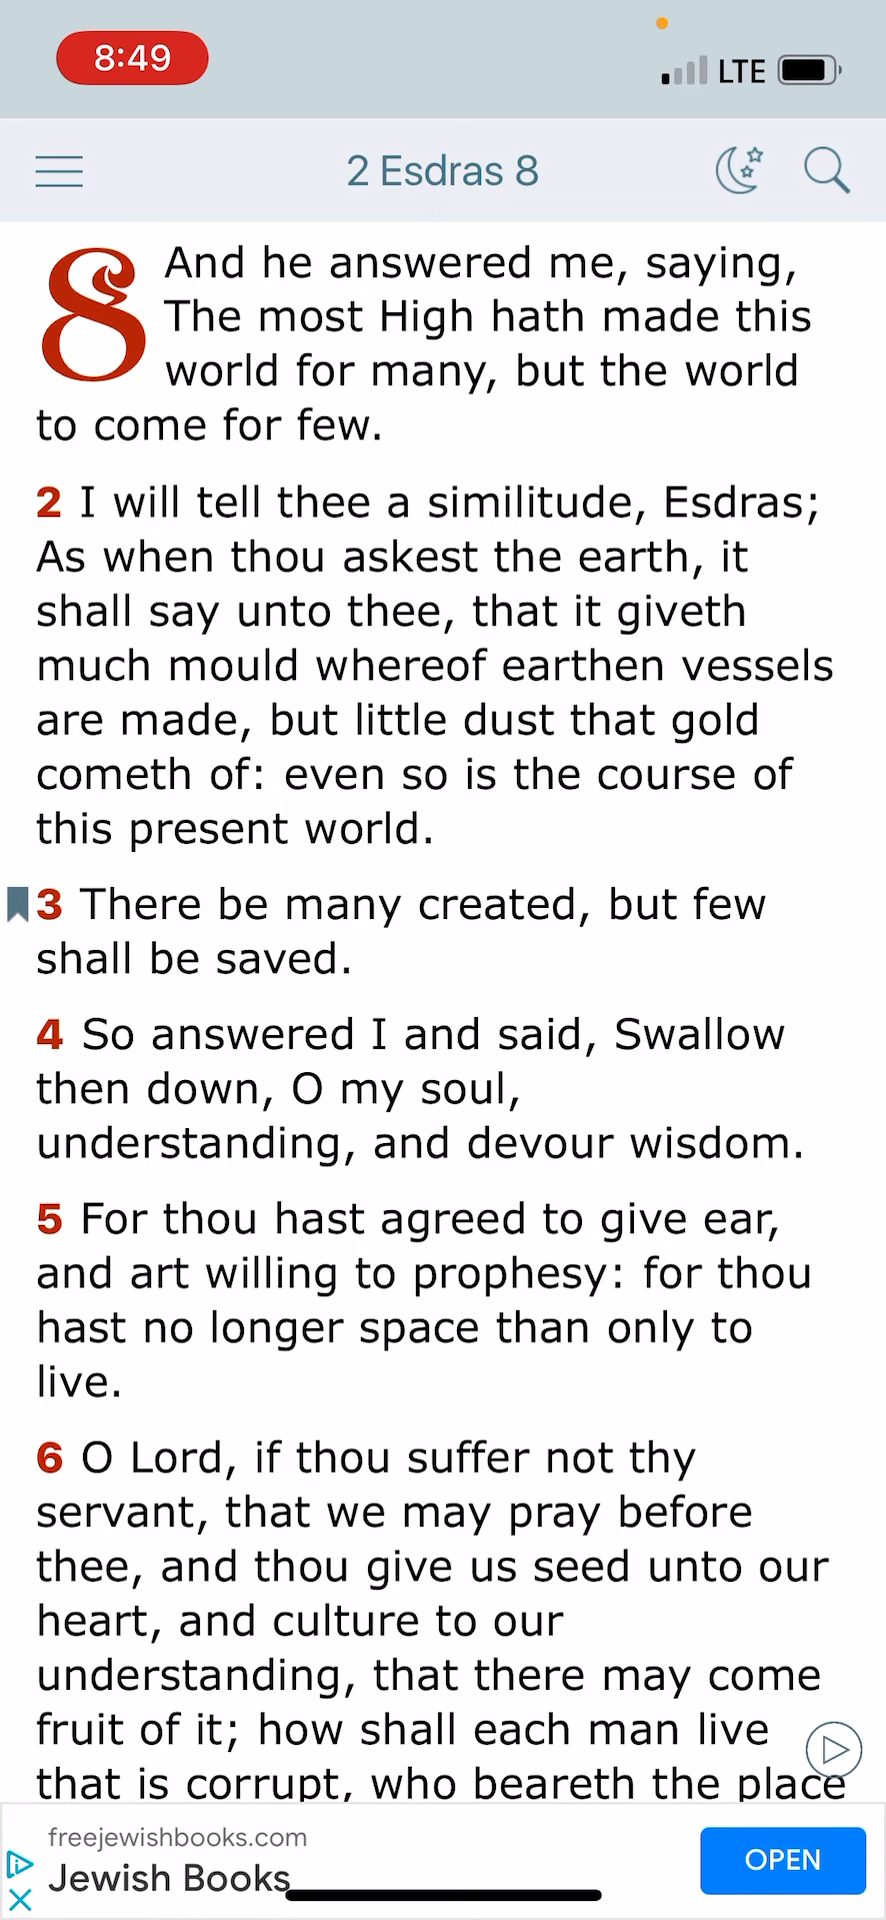 8:49
LTE
2 Esdras 8
8 And he answered me, saying,
The most High hath made this
world for many, but the world
to come for few.
2 I will tell thee a similitude, Esdras;
As when thou askest the earth, it
shall say unto thee, that it giveth
much mould whereof earthen vessels
are made, but little dust that gold
cometh of: even so is the course of
this present world.
3 There be many created, but few
shall be saved.
4 So answered I and said, Swallow
then down, O my soul,
understanding, and devour wisdom.
5 For thou hast agreed to give ear,
and art willing to prophesy: for thou
hast no longer space than only to
live.
6 O Lord, if thou suffer not thy
servant, that we may pray before
thee, and thou give us seed unto our
heart, and culture to our
understanding, that there may come
fruit of it; how shall each man live
that is corrupt, who beareth the place
freejewishbooks.com
Jewish Books
OPEN